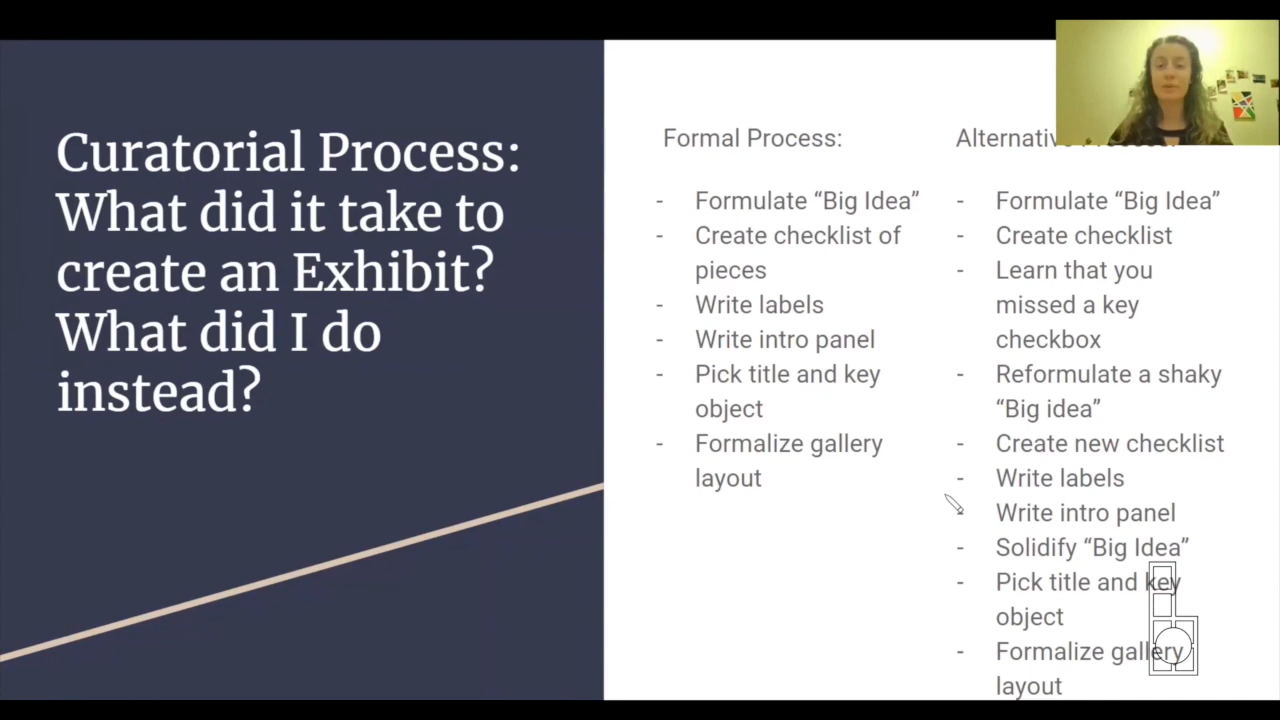 Curatorial Process:
What did it take to
create an Exhibit?
What did I do
instead?
Formal Process:
- Formulate “Big Idea”
- Create checklist of
pieces
- Write labels
- Write intro panel
- Pick title and key
object
- Formalize gallery
layout
- Formulate “Big Idea”
- Create checklist
- Learn that you
missed a key
checkbox
- Reformulate a shaky
“Big idea”
- Create new checklist
- Write labels
Write intro panel
- Solidify “Big Idea”
- Pick title and key
object
- Formalize gallery
layout